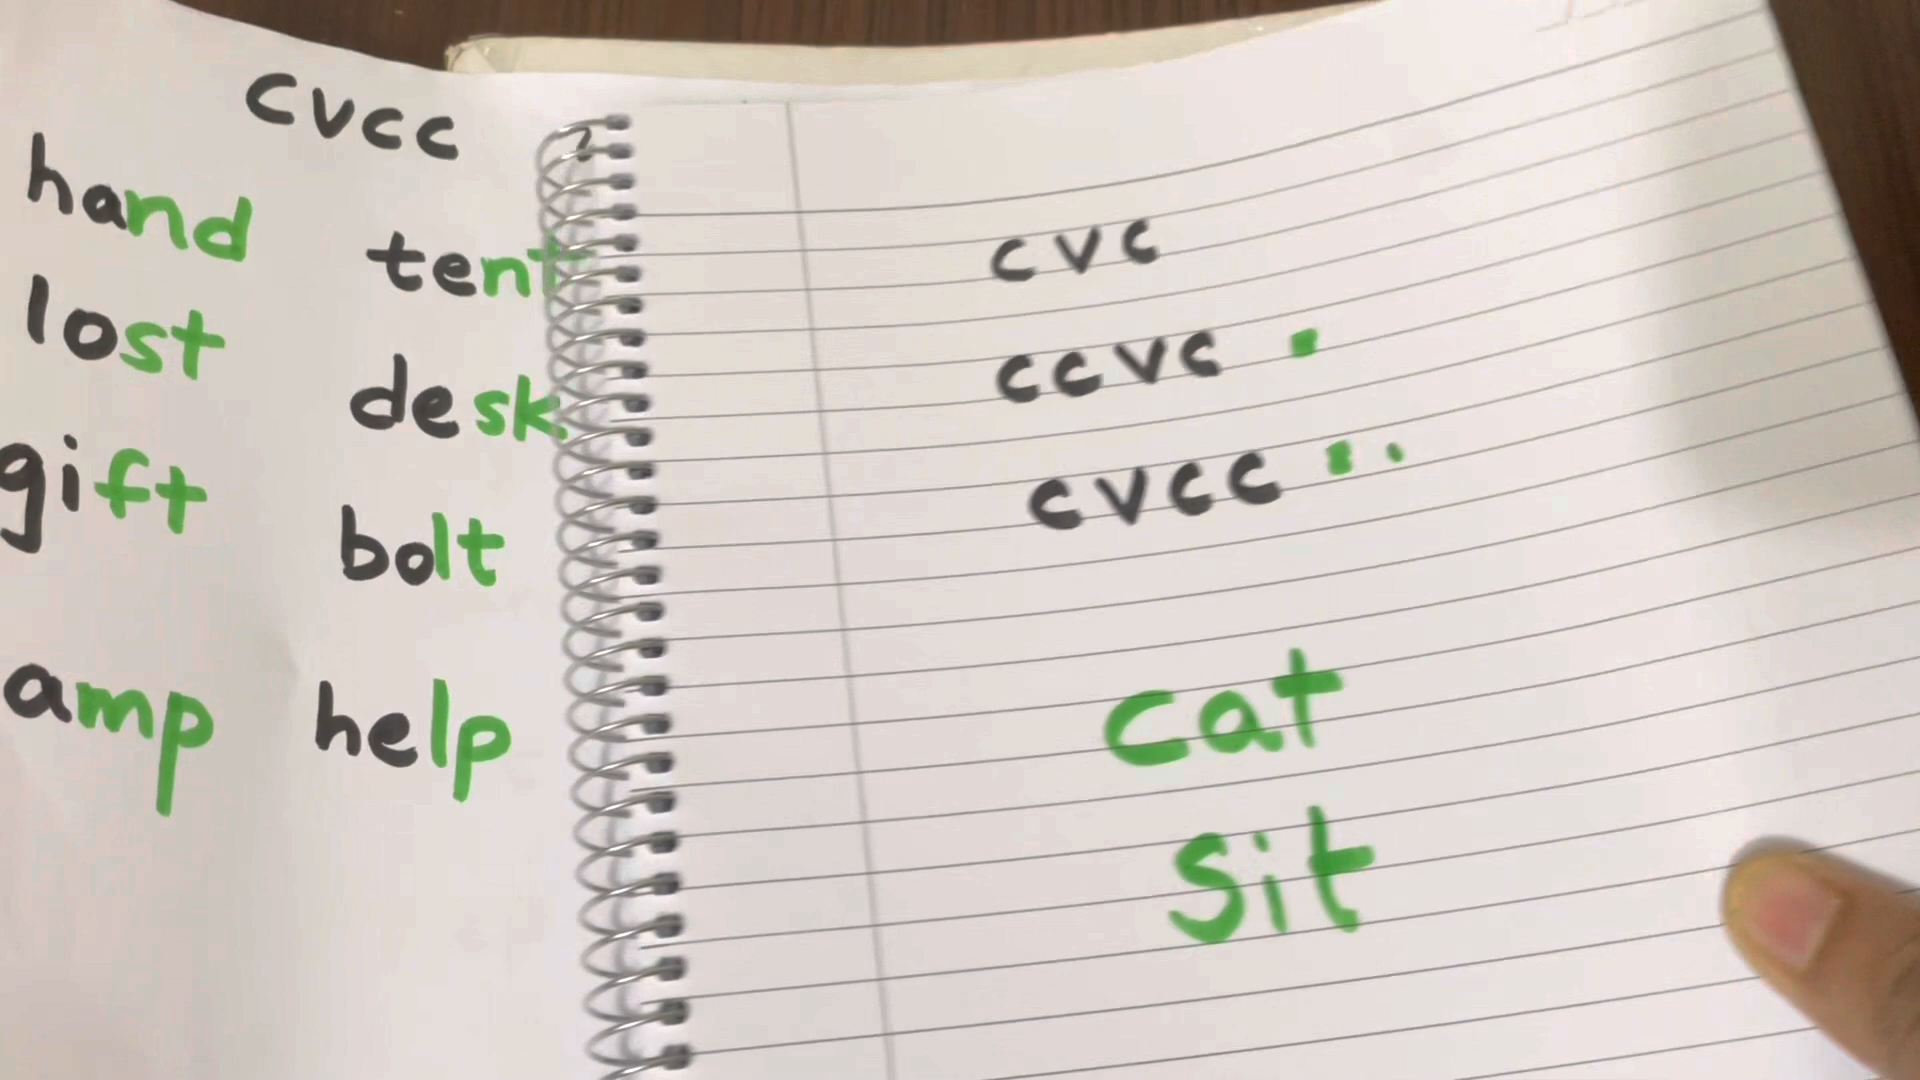 cvcc
hand
tent
lost
desk
gift
bolt
amp
help
cvc
ccvc
cvcc
cat
sit